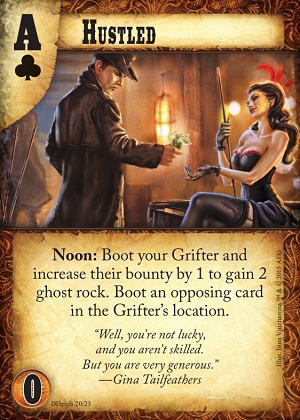 A
HUSTLED
Noon: Boot your Grifter and
increase their bounty by 1 to gain 2
ghost rock. Boot an opposing card
in the Grifter's location.
"Well, you're not lucky,
and you aren't skilled.
But you are very generous."
—Gina Tailfeathers
0
DDeeds 20/23